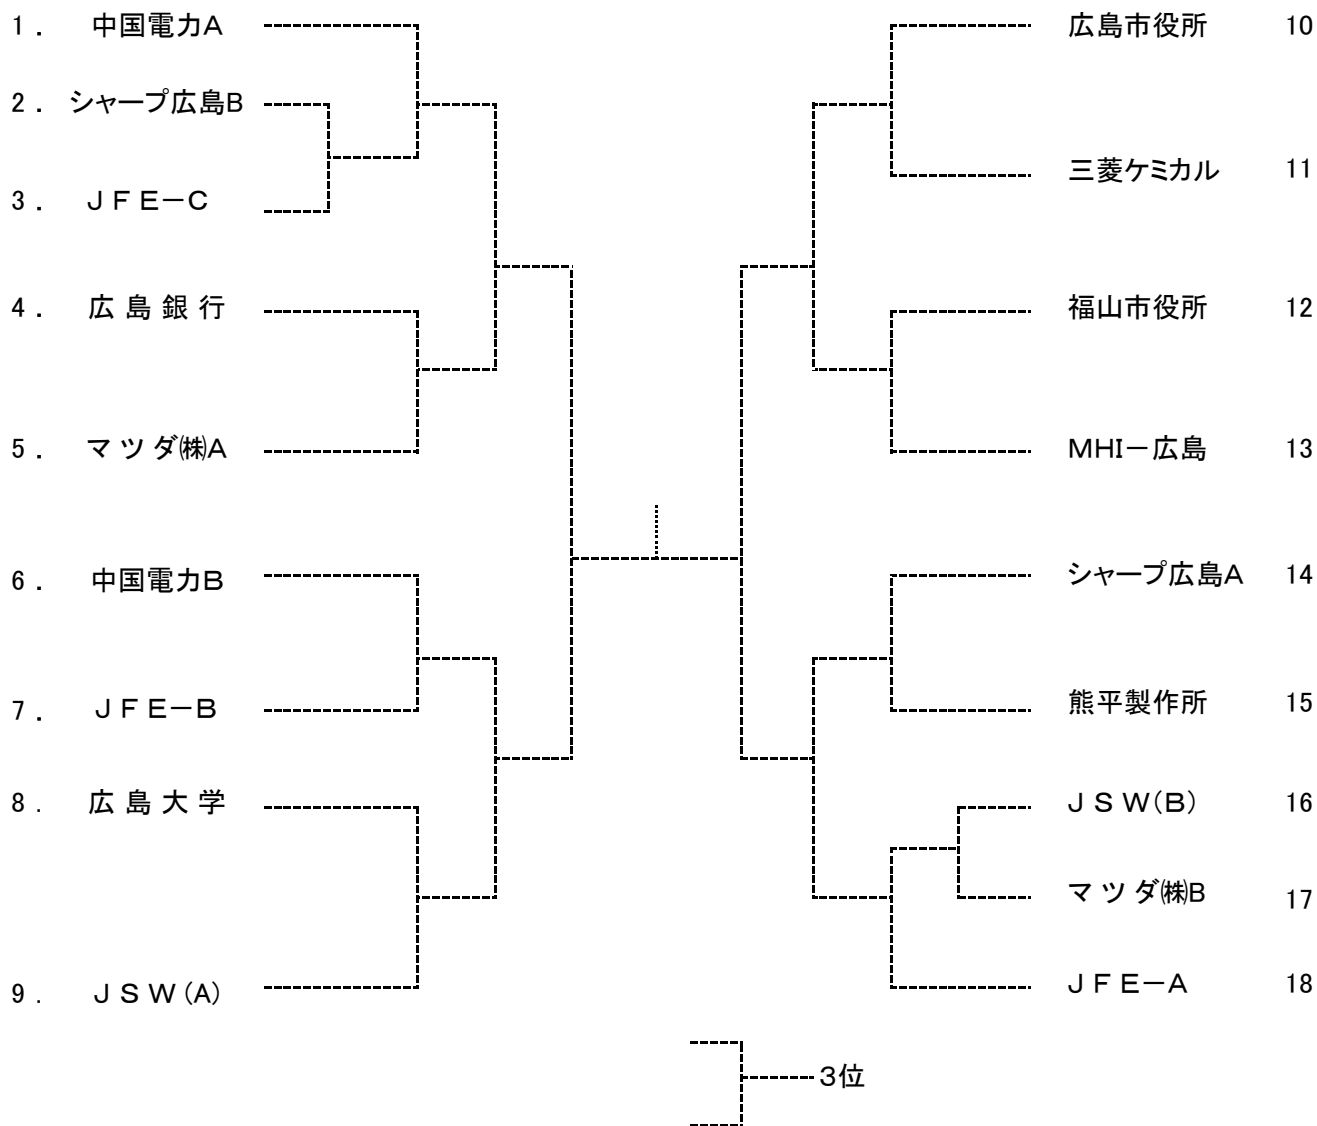 1． 中国電力A
2．シャープ広島B
3． ＪＦＥ－Ｃ
4． 広 島 銀 行
5． マ ツ ダ㈱A
6． 中国電力Ｂ
7． ＪＦＥ－Ｂ
8． 広 島 大 学
9． ＪＳＷ(A)
広島市役所 10
三菱ケミカル 11
福山市役所 12
MHI－広島 13
シャープ広島A 14
熊平製作所 15
ＪＳＷ(Ｂ) 16
マ ツ ダ㈱B 17
ＪＦＥ－Ａ 18
３位